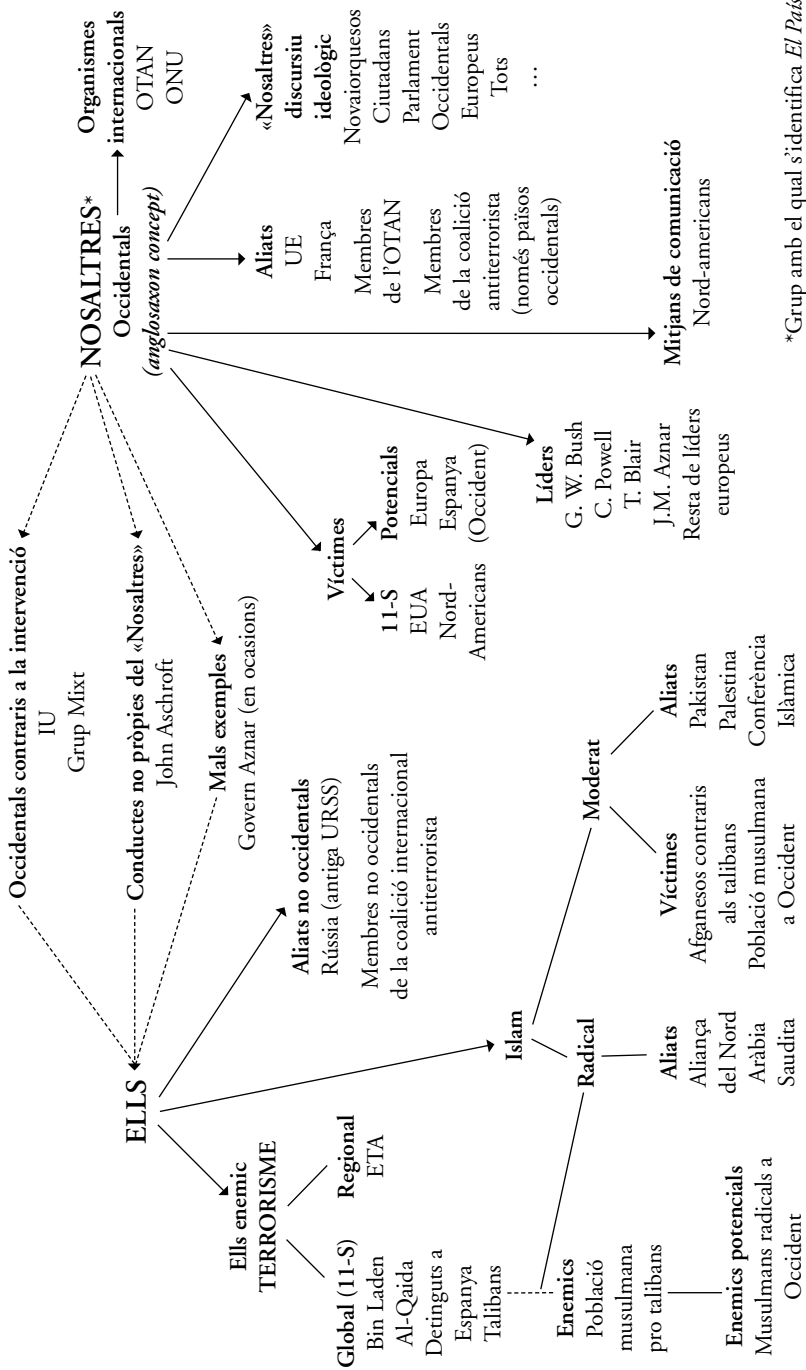 Occidentals contraris a la intervenció
IU
Grup Mixt
Conductes no pròpies del «Nosaltres»
John Aschroft
Mals exemples
Govern Aznar (en ocasions)
NOSALTRES*
Occidentals
(anglosaxon concept)
Organismes
internacionals
OTAN
ONU
ELLS
Aliats no occidentals
Rússia (antiga URSS)
Membres no occidentals
de la coalició internacional
antiterrorista
Víctimes
11-S
EUA
Nord-
Americans
Potencials
Europa
Espanya
(Occident)
Aliats
UE
França
Membres
de l’OTAN
Membres
de la coalició
antiterrorista
(només països
occidentals)
«Nosaltres»
discursiu
ideològic
Novaiorquesos
Ciutadans
Parlament
Occidentals
Europeus
Tots
…
Ells enemic
TERRORISME
Global (11-S)
Bin Laden
Al-Qaida
Detinguts a
Espanya
Talibans
Regional
ETA
Islam
Radical
Moderat
Líders
G. W. Bush
C. Powell
T. Blair
J.M. Aznar
Resta de líders
europeus
Mitjans de comunicació
Nord-americans
Enemics
Població
musulmana
pro talibans
Enemics potencials
Musulmans radicals a
Occident
Aliats
Aliança
del Nord
Aràbia
Saudita
Víctimes
Afganesos contraris
als talibans
Població musulmana
a Occident
Aliats
Pakistan
Palestina
Conferència
Islàmica
*Grup amb el qual s’identifica El País